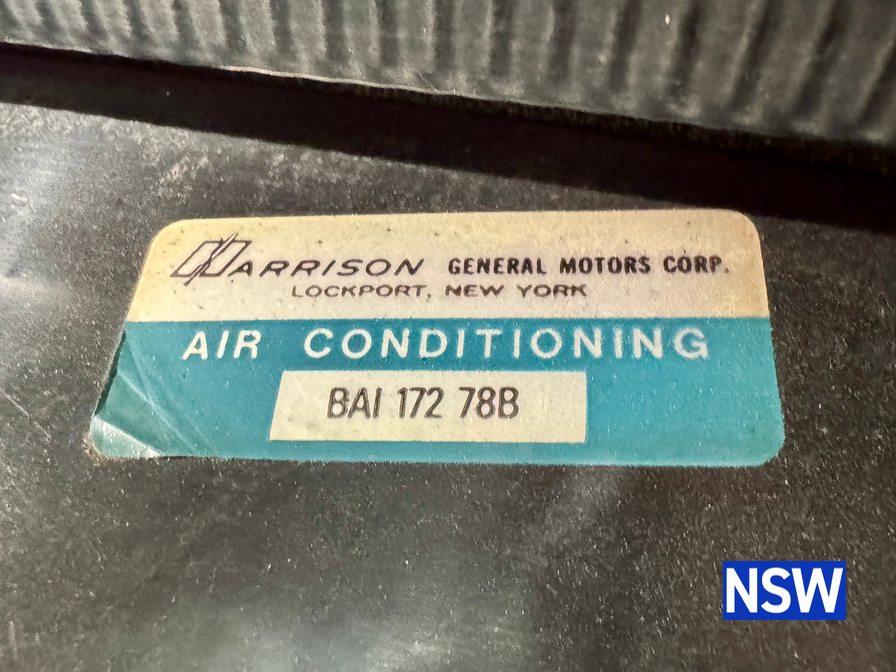 HARRISON GENERAL MOTORS CORP.
LOCKPORT, NEW YORK
AIR CONDITIONING
BAI 172 78B
NSW